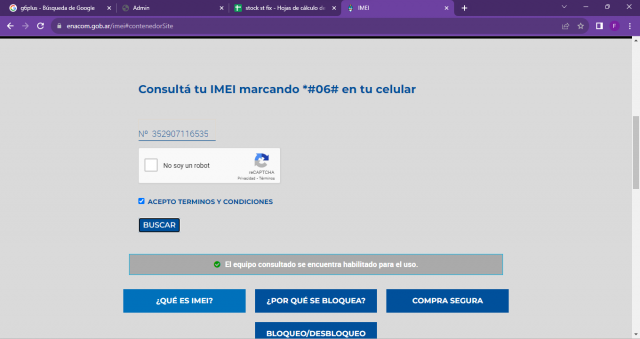 g6plus - Búsqueda de Google
Admin
stock st fix - Hojas de cálculo de
IMEI
enacom.gob.ar/imei#contenedorSite
F
Consultá tu IMEI marcando *#06# en tu celular
Nº 352907116535
No soy un robot
reCAPTCHA
Privacidad - Términos
ACEPTO TERMINOS Y CONDICIONES
BUSCAR
El equipo consultado se encuentra habilitado para el uso.
¿QUÉ ES IMEI?
¿POR QUÉ SE BLOQUEA?
COMPRA SEGURA
BLOQUEO/DESBLOQUEO